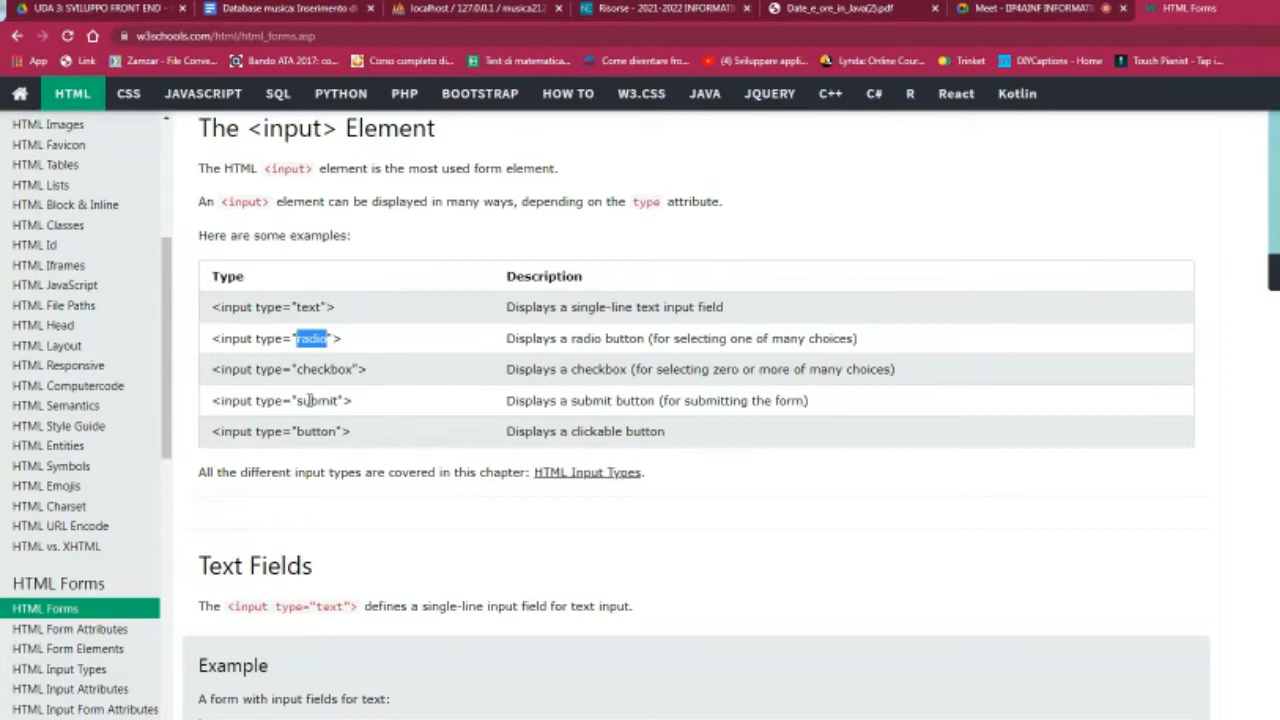 UDA 3: SVILUPPO FRONT END -
Database musica: Inserimento di
localhost / 127.0.0.1 / musica21
Risorse - 2021-2022 INFORMATI
Date_e_ore_in_Java(2).pdf
Meet - IIP4AINF INFORMATI
HTML Forms
w3schools.com/html/html_forms.asp
App
Link
Zamzar - File Conve...
Bando ATA 2017: co...
Corso completo di...
Test di matematica...
Come diventare fro...
(4) Sviluppare appli...
Lynda: Online Cour...
Trinket
DIYCaptions - Home
Touch Pianist - Tap i...
HTML CSS JAVASCRIPT SQL PYTHON PHP BOOTSTRAP HOW TO W3.CSS JAVA JQUERY C++ C# R React Kotlin
HTML Images
HTML Favicon
HTML Tables
HTML Lists
HTML Block & Inline
HTML Classes
HTML Id
HTML Iframes
HTML JavaScript
HTML File Paths
HTML Head
HTML Layout
HTML Responsive
HTML Computercode
HTML Semantics
HTML Style Guide
HTML Entities
HTML Symbols
HTML Emojis
HTML Charset
HTML URL Encode
HTML vs. XHTML
HTML Forms
HTML Forms
HTML Form Attributes
HTML Form Elements
HTML Input Types
HTML Input Attributes
HTML Input Form Attributes
The <input> Element
The HTML <input> element is the most used form element.
An <input> element can be displayed in many ways, depending on the type attribute.
Here are some examples:
Type Description
<input type="text"> Displays a single-line text input field
<input type="radio"> Displays a radio button (for selecting one of many choices)
<input type="checkbox"> Displays a checkbox (for selecting zero or more of many choices)
<input type="submit"> Displays a submit button (for submitting the form)
<input type="button"> Displays a clickable button
All the different input types are covered in this chapter: HTML Input Types.
Text Fields
The <input type="text"> defines a single-line input field for text input.
Example
A form with input fields for text: